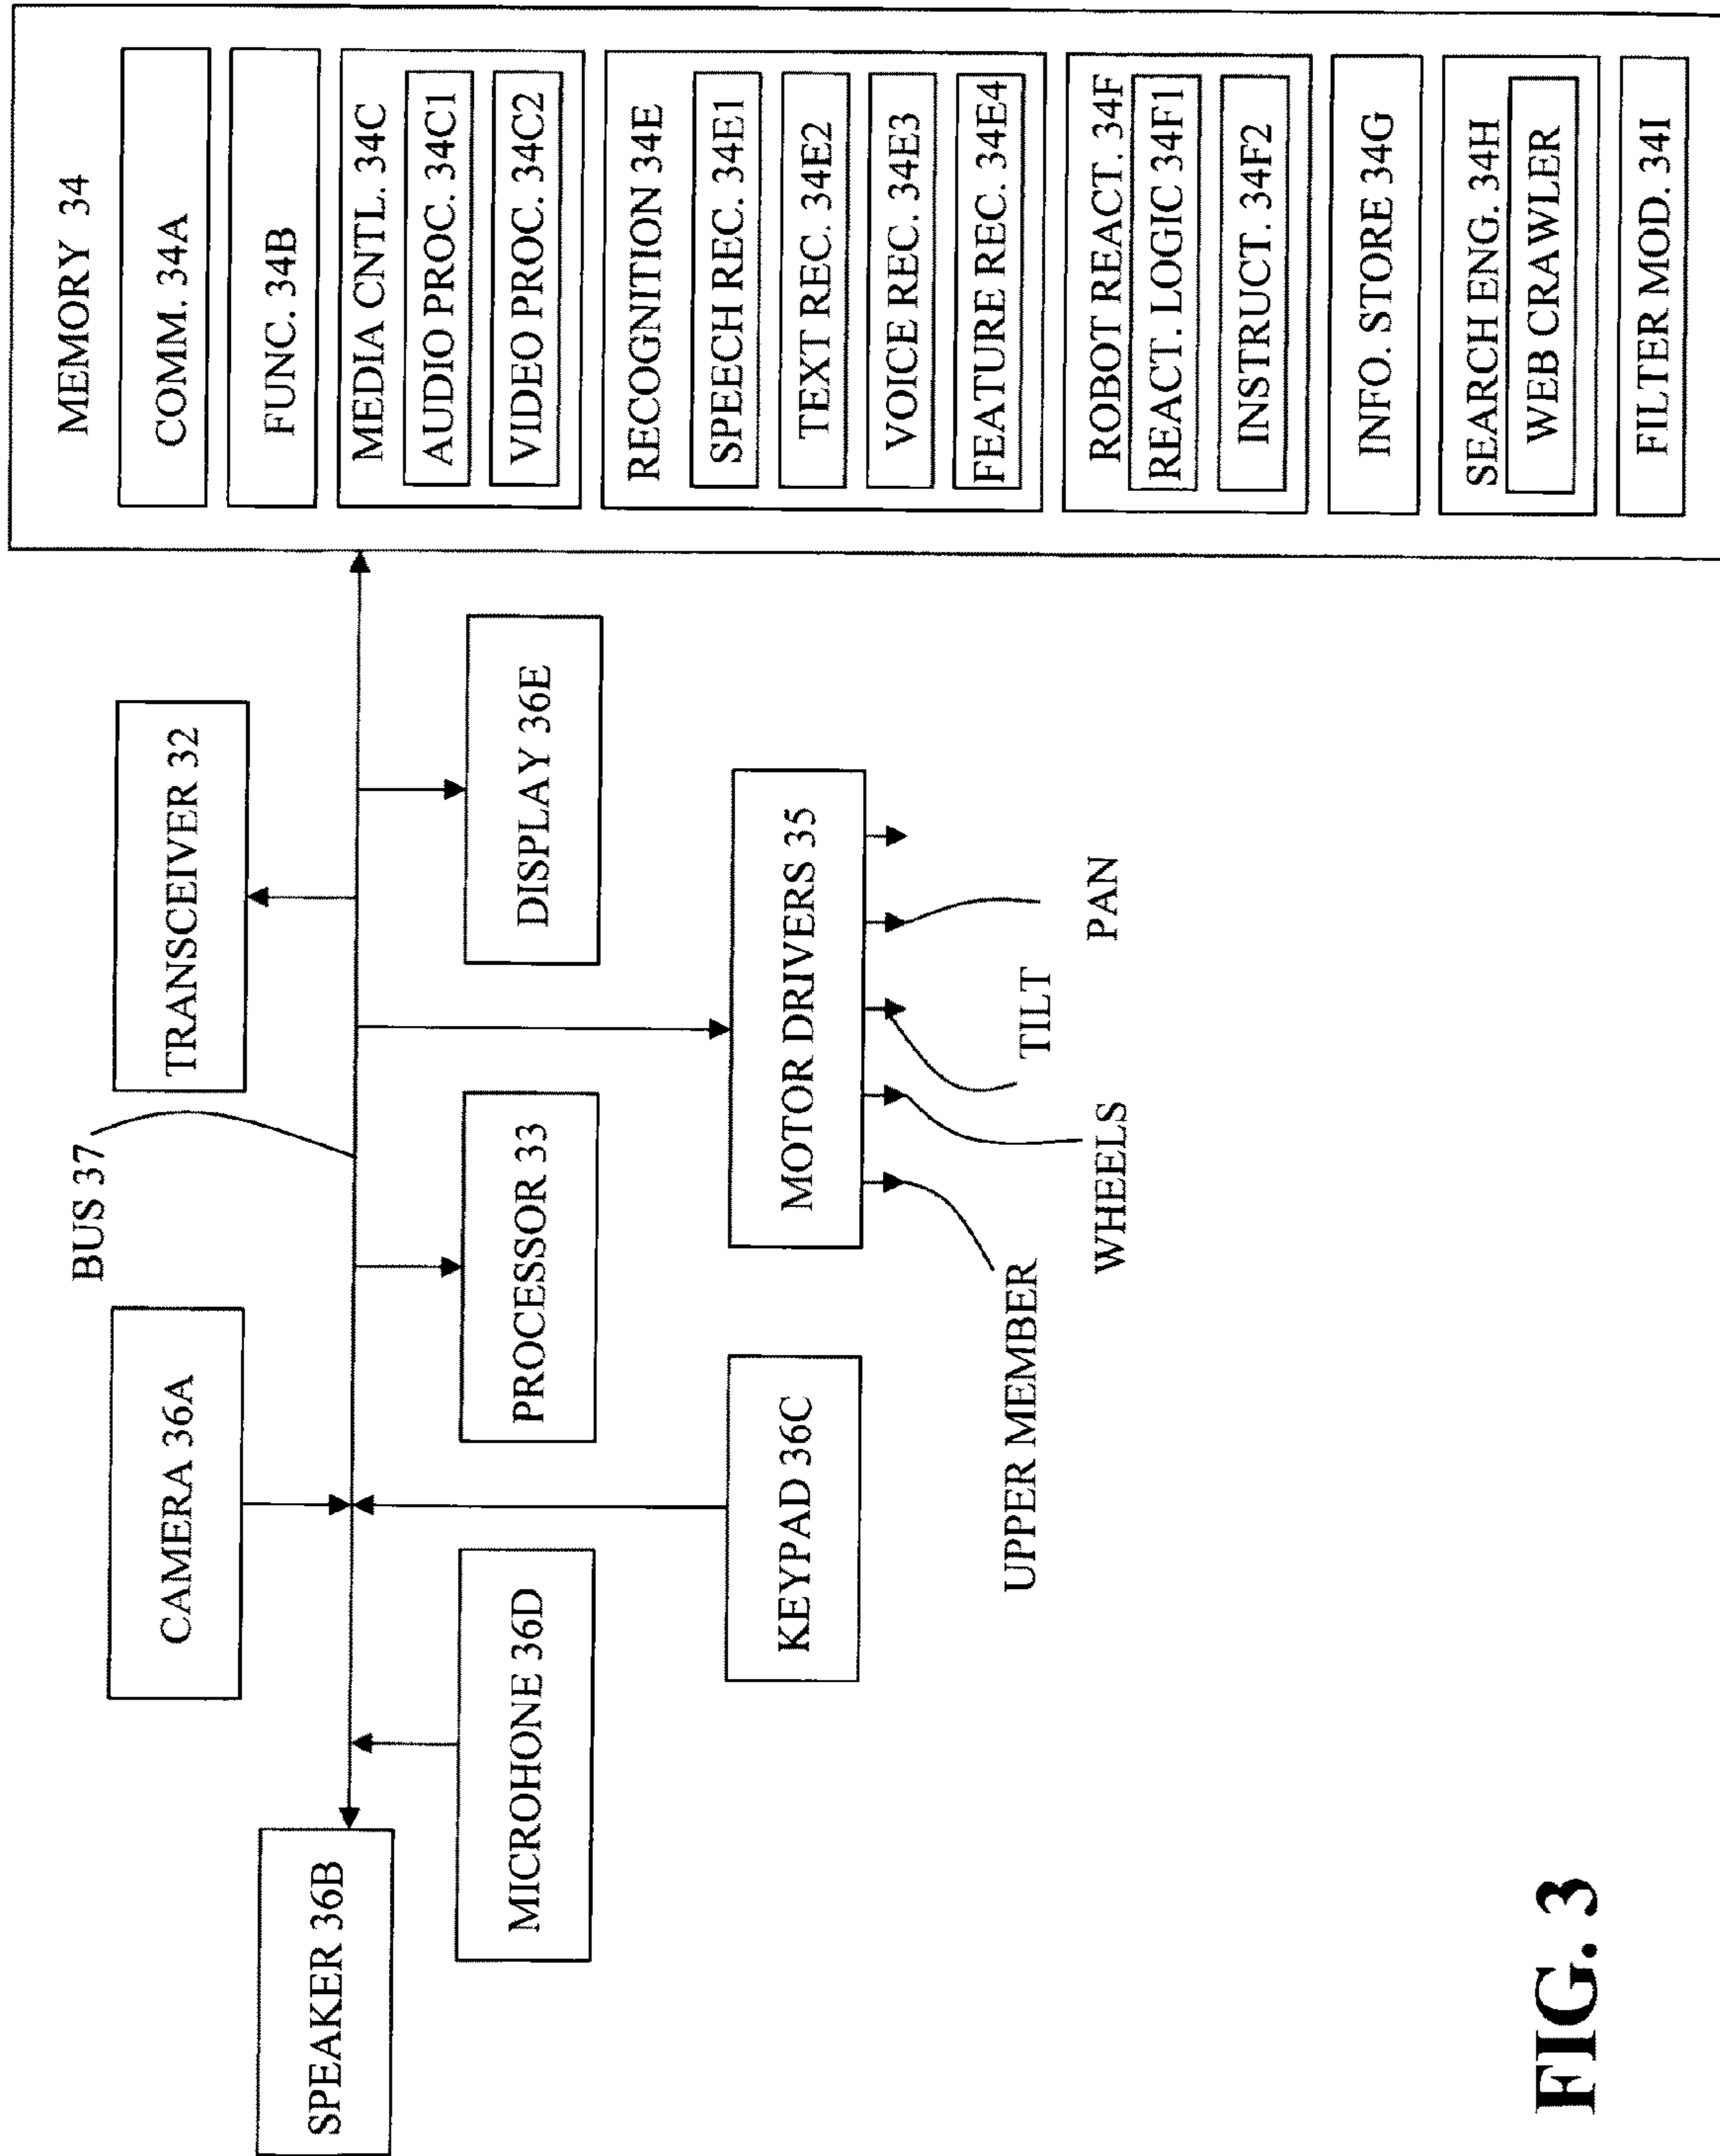 SPEAKER 36B
CAMERA 36A
BUS 37
TRANSCEIVER 32
MICROHONE 36D
PROCESSOR 33
DISPLAY 36E
KEYPAD 36C
MOTOR DRIVERS 35
UPPER MEMBER
WHEELS
TILT
PAN
MEMORY 34
COMM. 34A
FUNC. 34B
MEDIA CNTL. 34C
AUDIO PROC. 34C1
VIDEO PROC. 34C2
RECOGNITION 34E
SPEECH REC. 34E1
TEXT REC. 34E2
VOICE REC. 34E3
FEATURE REC. 34E4
ROBOT REACT. 34F
REACT. LOGIC 34F1
INSTRUCT. 34F2
INFO. STORE 34G
SEARCH ENG. 34H
WEB CRAWLER
FILTER MOD. 34I
FIG. 3